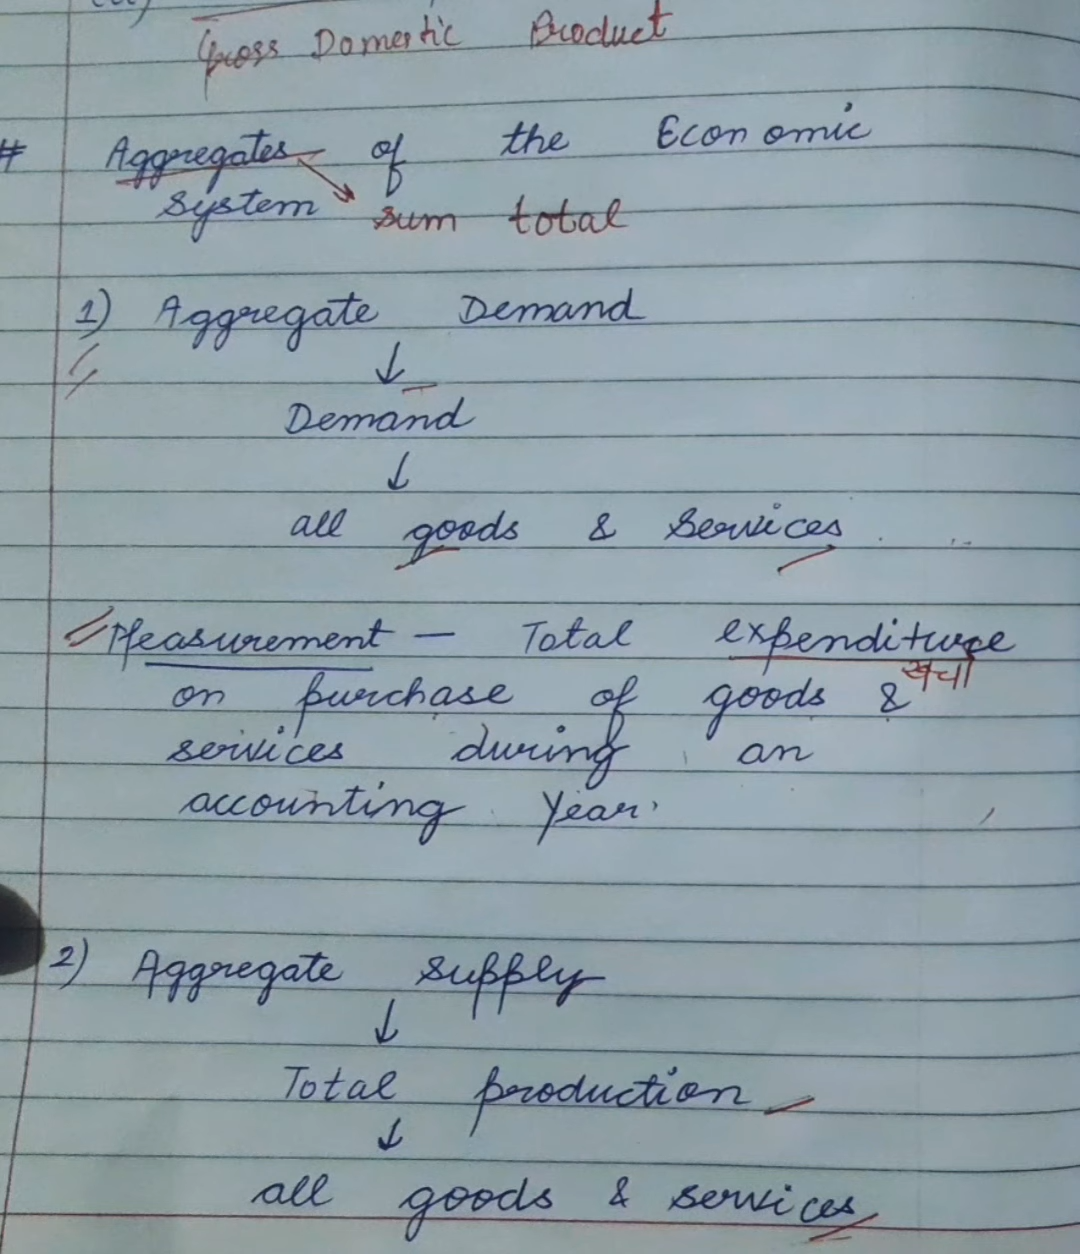 Gross Domestic Product
# Aggregates of the Economic
system sum total
1) Aggregate Demand
↓
Demand
↓
all goods & services
Measurement – Total expenditure
खर्चा
on purchase of goods &
services during an
accounting Year.
2) Aggregate supply
↓
Total production
↓
all goods & services